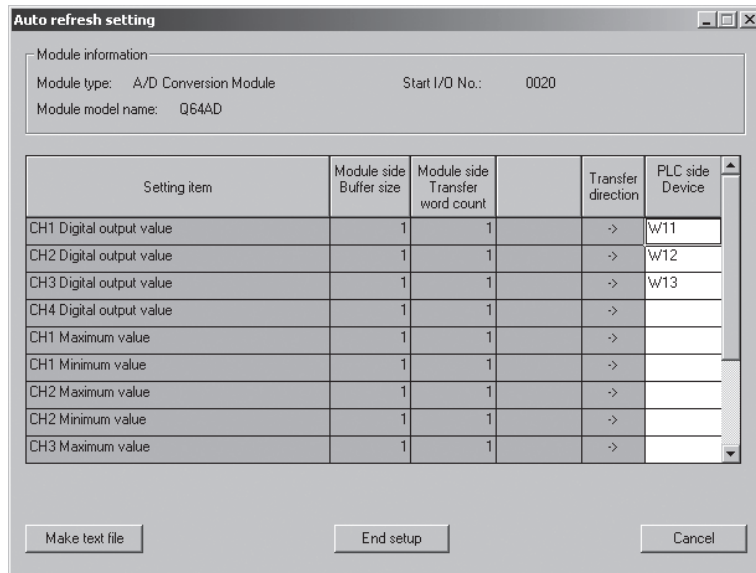 Auto refresh setting
Module information
Module type: A/D Conversion Module Start I/O No.: 0020
Module model name: Q64AD
Setting item Module side Buffer size Module side Transfer word count Transfer direction PLC side Device
CH1 Digital output value 1 1 -> W11
CH2 Digital output value 1 1 -> W12
CH3 Digital output value 1 1 -> W13
CH4 Digital output value 1 1 ->
CH1 Maximum value 1 1 ->
CH1 Minimum value 1 1 ->
CH2 Maximum value 1 1 ->
CH2 Minimum value 1 1 ->
CH3 Maximum value 1 1 ->
Make text file End setup Cancel